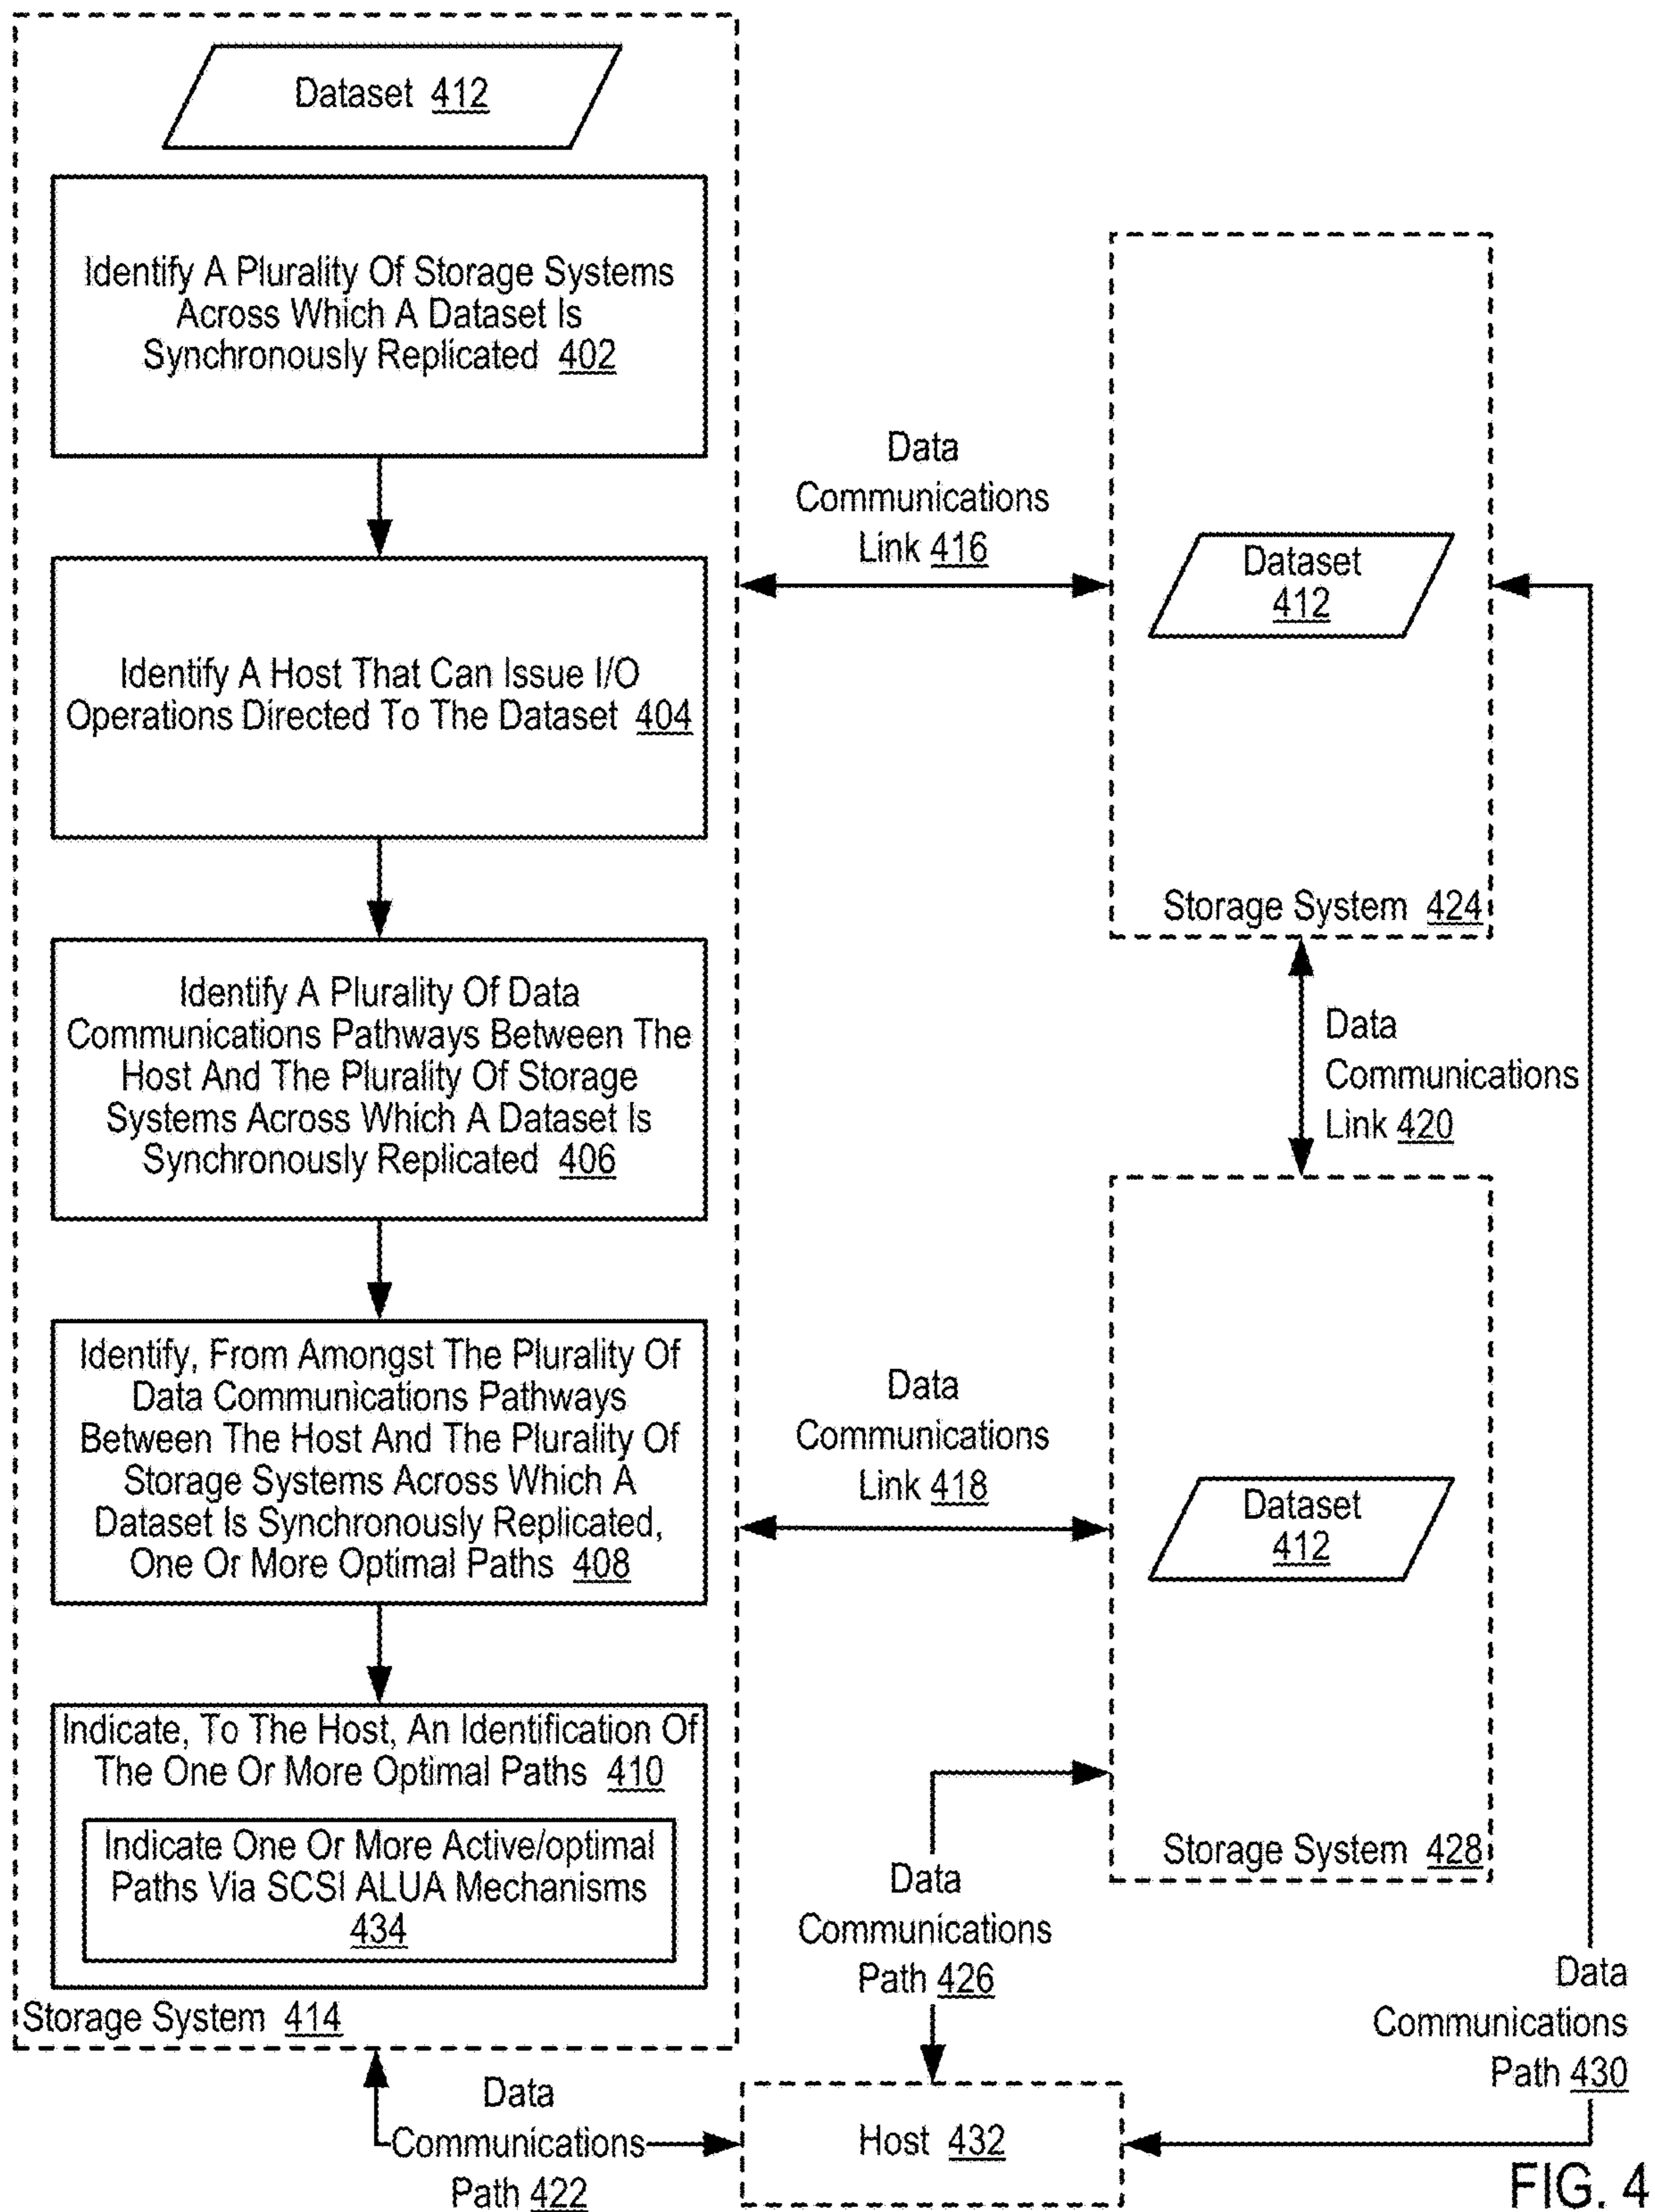 Dataset 412
Identify A Plurality Of Storage Systems
Across Which A Dataset Is
Synchronously Replicated 402
Identify A Host That Can Issue I/O
Operations Directed To The Dataset 404
Identify A Plurality Of Data
Communications Pathways Between The
Host And The Plurality Of Storage
Systems Across Which A Dataset Is
Synchronously Replicated 406
Identify, From Amongst The Plurality Of
Data Communications Pathways
Between The Host And The Plurality Of
Storage Systems Across Which A
Dataset Is Synchronously Replicated,
One Or More Optimal Paths 408
Indicate, To The Host, An Identification Of
The One Or More Optimal Paths 410
Indicate One Or More Active/optimal
Paths Via SCSI ALUA Mechanisms
434
Storage System 414
Data
Communications
Link 416
Dataset
412
Storage System 424
Data
Communications
Link 420
Data
Communications
Link 418
Dataset
412
Storage System 428
Data
Communications
Path 426
Data
Communications
Path 430
Data
Communications
Path 422
Host 432
FIG. 4